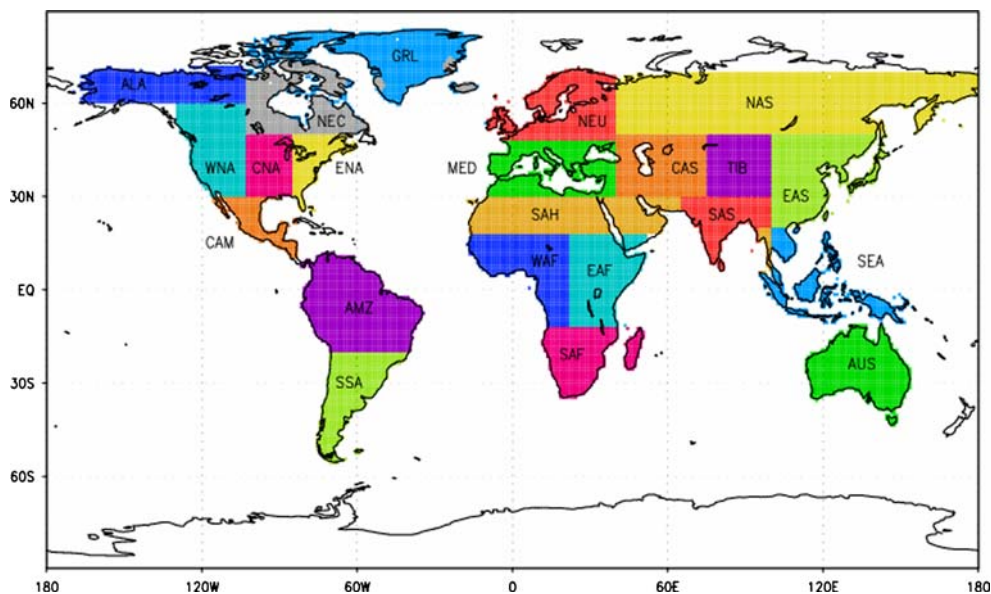 GRL
ALA
60N
NAS
NEC
NEU
WNA
CNA
ENA
MED
CAS
TIB
30N
EAS
SAH
SAS
CAM
WAF
EAF
SEA
EQ
AMZ
SAF
AUS
30S
SSA
60S
180
120W
60W
0
60E
120E
180